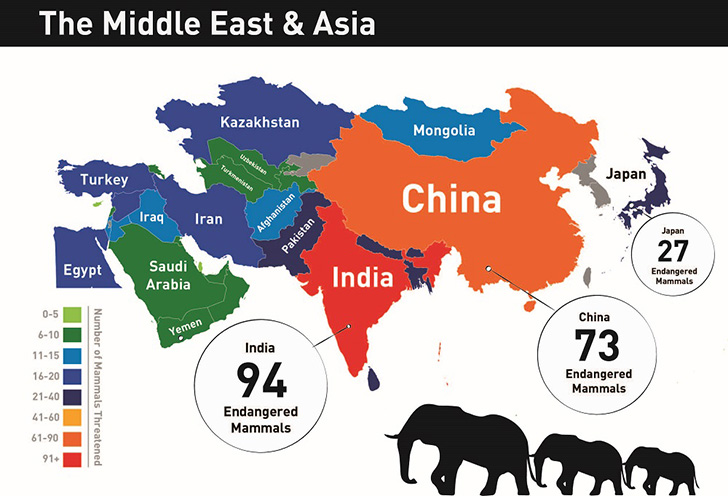 The Middle East & Asia
Kazakhstan
Mongolia
Uzbekistan
Turkmenistan
Turkey
China
Japan
Iraq
Iran
Afghanistan
Pakistan
Egypt
Saudi
Arabia
India
Yemen
Japan
27
Endangered
Mammals
China
73
Endangered
Mammals
India
94
Endangered
Mammals
Number of Mammals Threatened
0-5
6-10
11-15
16-20
21-40
41-60
61-90
91+